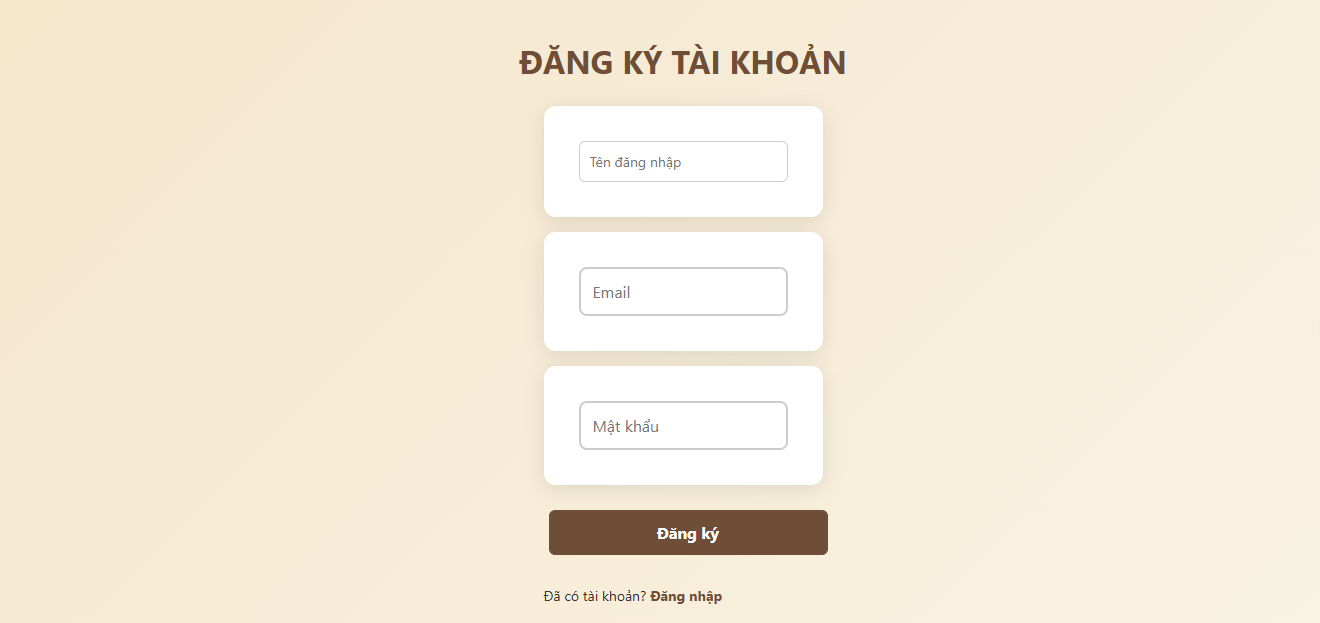 ĐĂNG KÝ TÀI KHOẢN
Tên đăng nhập
Email
Mật khẩu
Đăng ký
Đã có tài khoản? Đăng nhập